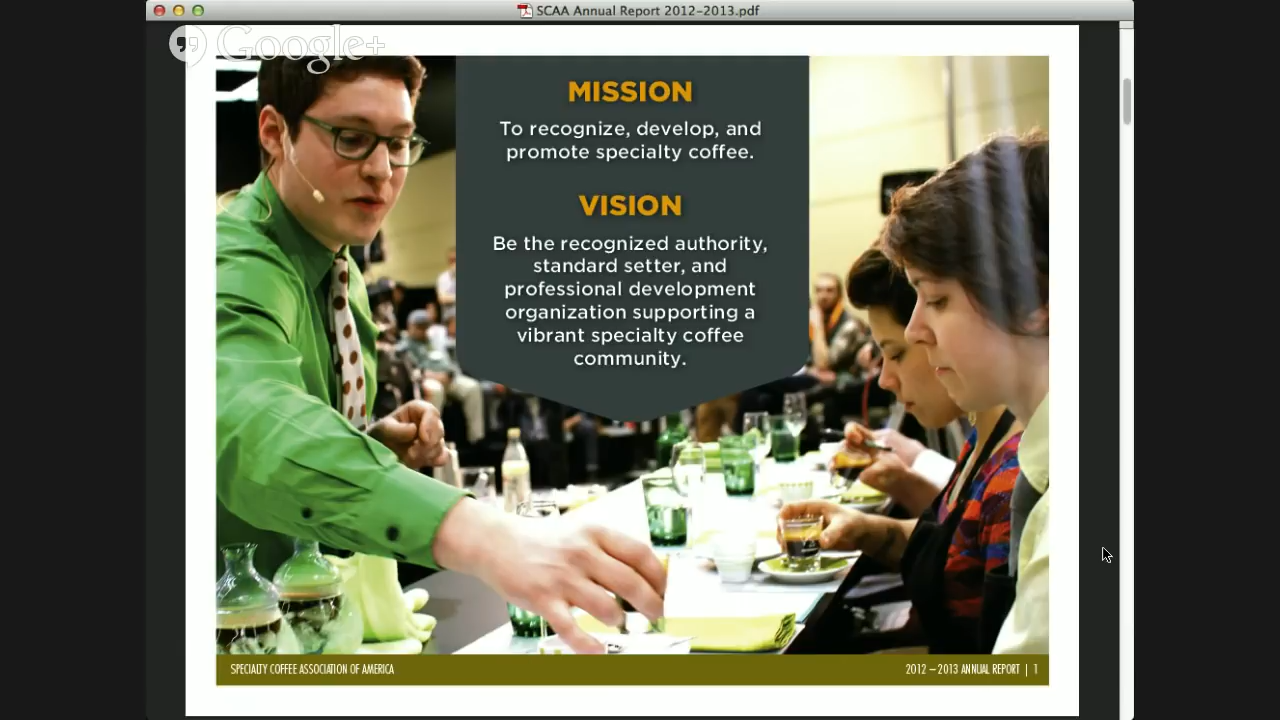 SCAA Annual Report 2012-2013.pdf
Google+
MISSION
To recognize, develop, and
promote specialty coffee.
VISION
Be the recognized authority,
standard setter, and
professional development
organization supporting a
vibrant specialty coffee
community.
SPECIALTY COFFEE ASSOCIATION OF AMERICA
2012 – 2013 ANNUAL REPORT | 1